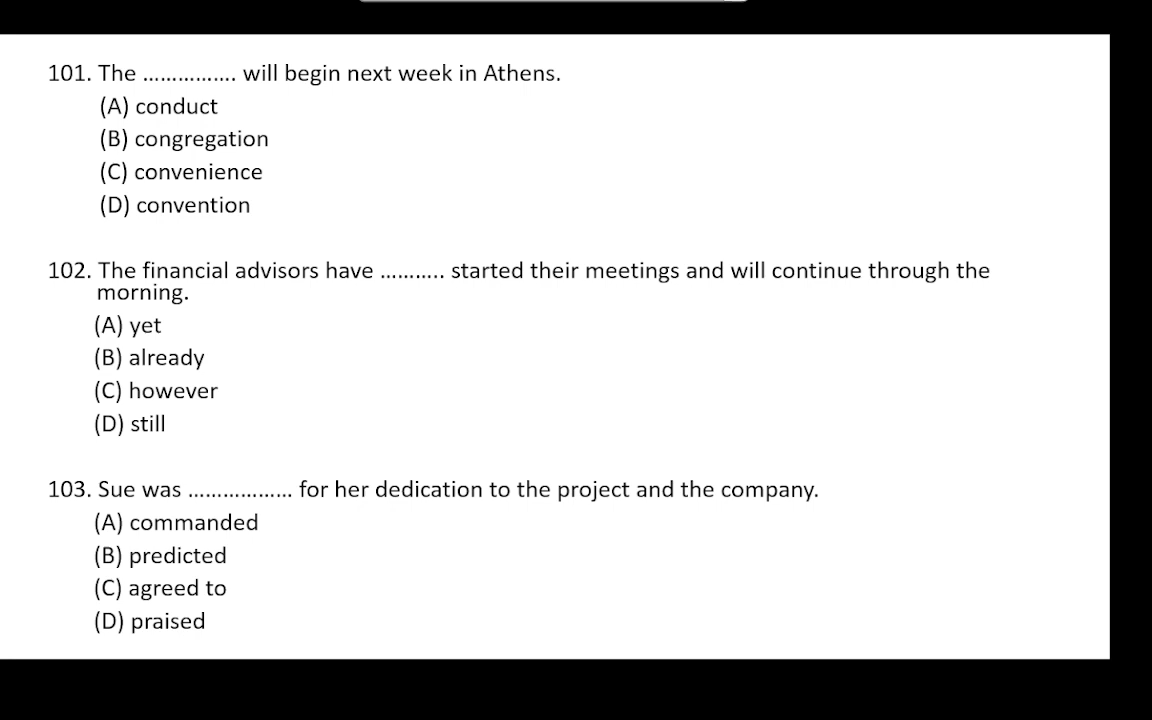 101. The ................ will begin next week in Athens.
(A) conduct
(B) congregation
(C) convenience
(D) convention
102. The financial advisors have ........... started their meetings and will continue through the
morning.
(A) yet
(B) already
(C) however
(D) still
103. Sue was .................. for her dedication to the project and the company.
(A) commanded
(B) predicted
(C) agreed to
(D) praised